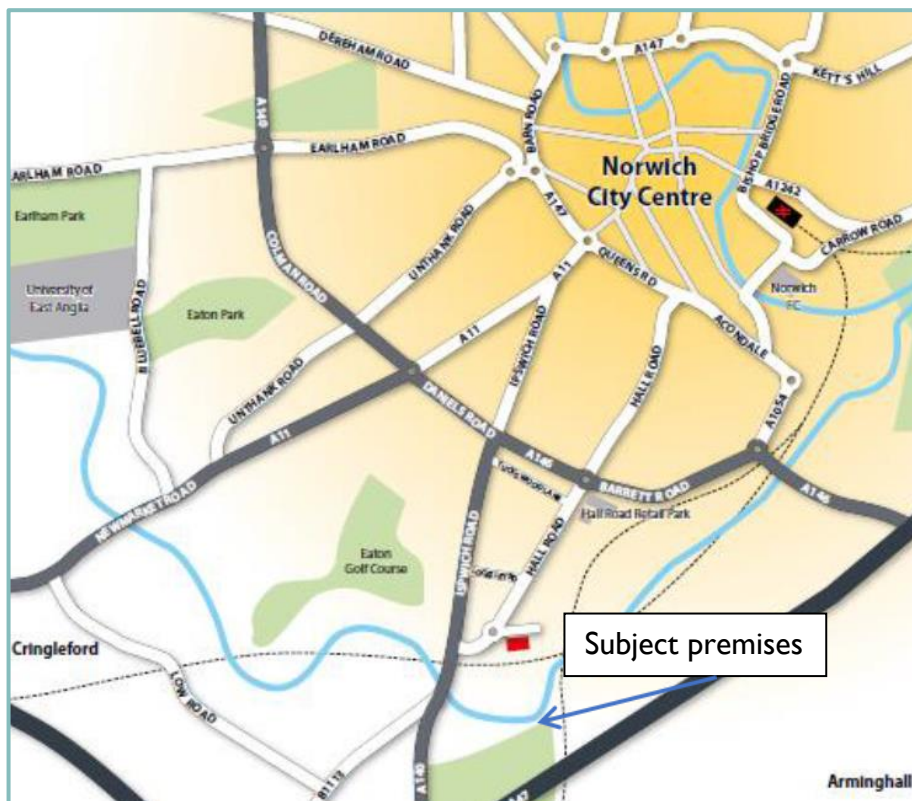 DEREHAM ROAD
A147
KETT'S HILL
A140
BARN ROAD
BISHOP BRIDGE ROAD
EARLHAM ROAD
ARLHAM ROAD
Norwich
City Centre
A1242
Earlham Park
A147
CARROW ROAD
UNTHANK ROAD
COLMAN ROAD
QUEENS RD
A11
University of
East Anglia
Norwich
FC
BLUEBELL ROAD
Eaton Park
A11
IPSWICH ROAD
ACONDALE
HALL ROAD
UNTHANK ROAD
DANIELS ROAD
A1054
A11
A146
BARRETT ROAD
A146
NEWMARKET ROAD
Hall Road Retail Park
HALL ROAD
IPSWICH ROAD
Eaton
Golf Course
Subject premises
Cringleford
LOW ROAD
B1113
A140
Arminghall
A47